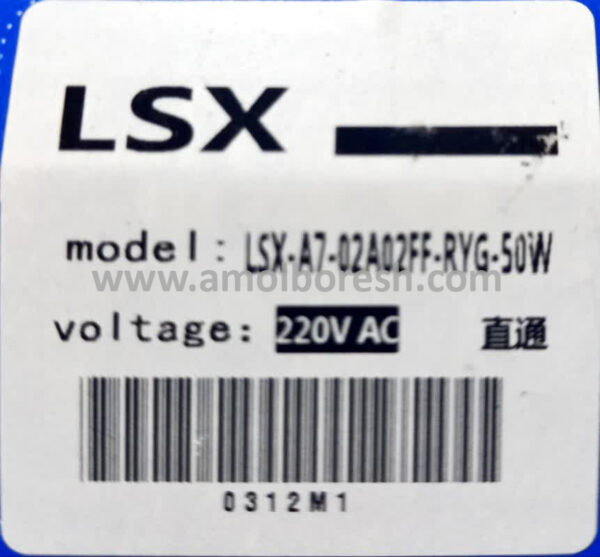 LSX
model: LSX-A7-02A02FF-RYG-50W
www.amolboresh.com
voltage: 220V AC 直通
0312M1